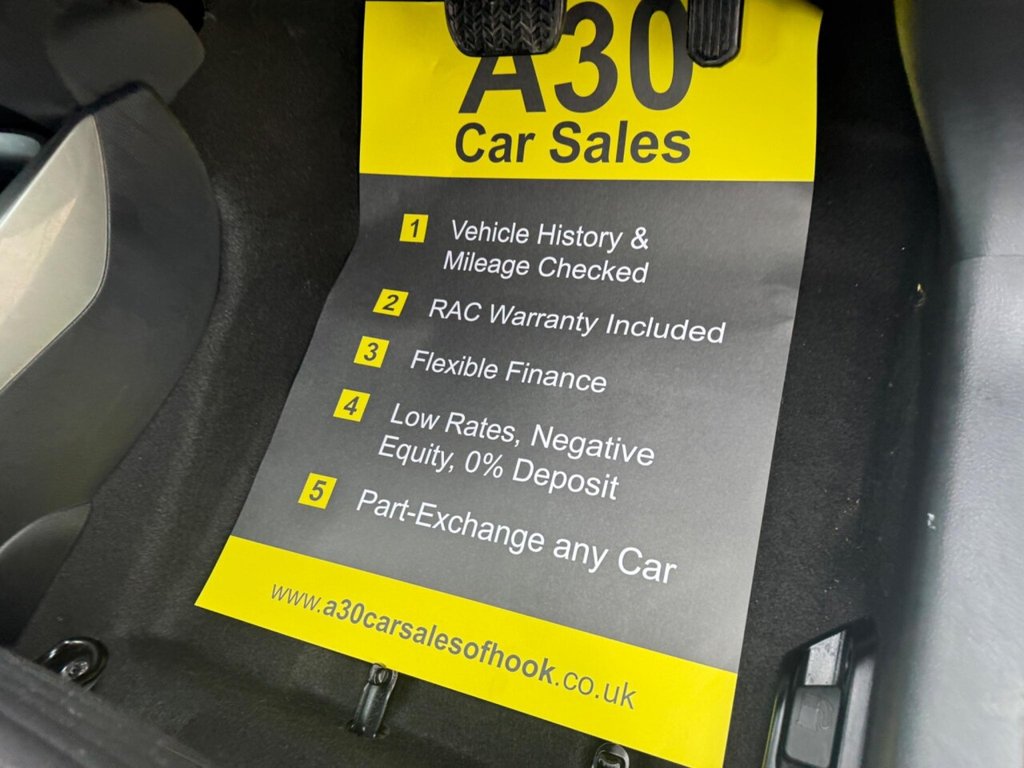 A30
Car Sales
1 Vehicle History &
Mileage Checked
2 RAC Warranty Included
3 Flexible Finance
4 Low Rates, Negative
Equity, 0% Deposit
5 Part-Exchange any Car
www.a30carsalesofhook.co.uk